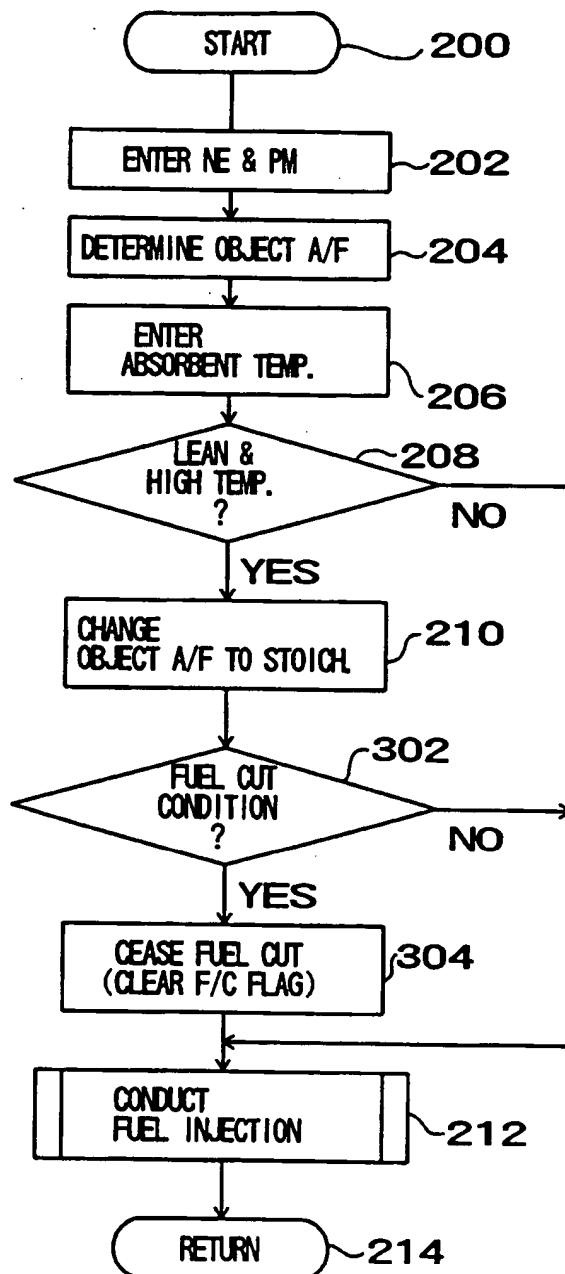 START
200
ENTER NE & PM
202
DETERMINE OBJECT A/F
204
ENTER
ABSORBENT TEMP.
206
LEAN &
HIGH TEMP.
?
208
NO
YES
CHANGE
OBJECT A/F TO STOICH.
210
FUEL CUT
CONDITION
?
302
NO
YES
CEASE FUEL CUT
(CLEAR F/C FLAG)
304
CONDUCT
FUEL INJECTION
212
RETURN
214